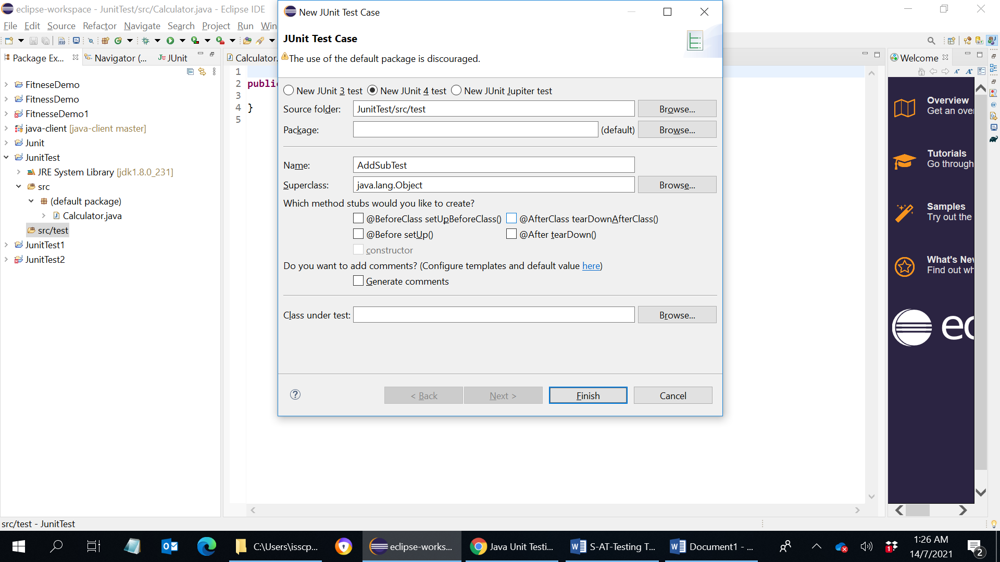 eclipse-workspace - JunitTest/src/Calculator.java - Eclipse IDE
File Edit Source Refactor Navigate Search Project Run Win
Package Ex... Navigator (... JUnit
FitneseDemo
FitnessDemo
FitnesseDemo1
java-client [java-client master]
Junit
JunitTest
JRE System Library [jdk1.8.0_231]
src
(default package)
Calculator.java
src/test
JunitTest1
JunitTest2
Calculator.
1
2 public
3
4 }
5
New JUnit Test Case
JUnit Test Case
The use of the default package is discouraged.
New JUnit 3 test New JUnit 4 test New JUnit Jupiter test
Source folder: JunitTest/src/test Browse...
Package: (default) Browse...
Name: AddSubTest
Superclass: java.lang.Object Browse...
Which method stubs would you like to create?
@BeforeClass setUpBeforeClass() @AfterClass tearDownAfterClass()
@Before setUp() @After tearDown()
constructor
Do you want to add comments? (Configure templates and default value here)
Generate comments
Class under test: Browse...
< Back Next > Finish Cancel
Welcome
Overview
Get an over
Tutorials
Go through
Samples
Try out the
What's New
Find out wh
ec
src/test - JunitTest
C:\Users\isscp... eclipse-works... Java Unit Testi... S-AT-Testing T... Document1 - ...
1:26 AM
14/7/2021
1
2